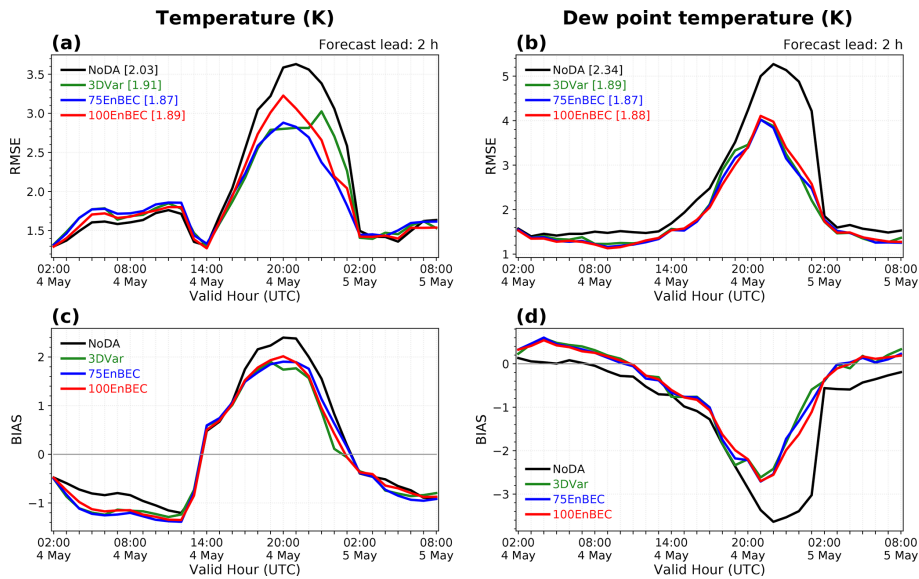 Temperature (K)
Dew point temperature (K)
(a)
Forecast lead: 2 h
(b)
Forecast lead: 2 h
RMSE
3.5
3.0
2.5
2.0
1.5
NoDA [2.03]
3DVar [1.91]
75EnBEC [1.87]
100EnBEC [1.89]
02:00 08:00 14:00 20:00 02:00 08:00
4 May 4 May 4 May 4 May 5 May 5 May
Valid Hour (UTC)
RMSE
5
4
3
2
1
NoDA [2.34]
3DVar [1.89]
75EnBEC [1.87]
100EnBEC [1.88]
02:00 08:00 14:00 20:00 02:00 08:00
4 May 4 May 4 May 4 May 5 May 5 May
Valid Hour (UTC)
(c)
BIAS
2
1
0
−1
NoDA
3DVar
75EnBEC
100EnBEC
02:00 08:00 14:00 20:00 02:00 08:00
4 May 4 May 4 May 4 May 5 May 5 May
Valid Hour (UTC)
(d)
BIAS
0
−1
−2
−3
NoDA
3DVar
75EnBEC
100EnBEC
02:00 08:00 14:00 20:00 02:00 08:00
4 May 4 May 4 May 4 May 5 May 5 May
Valid Hour (UTC)